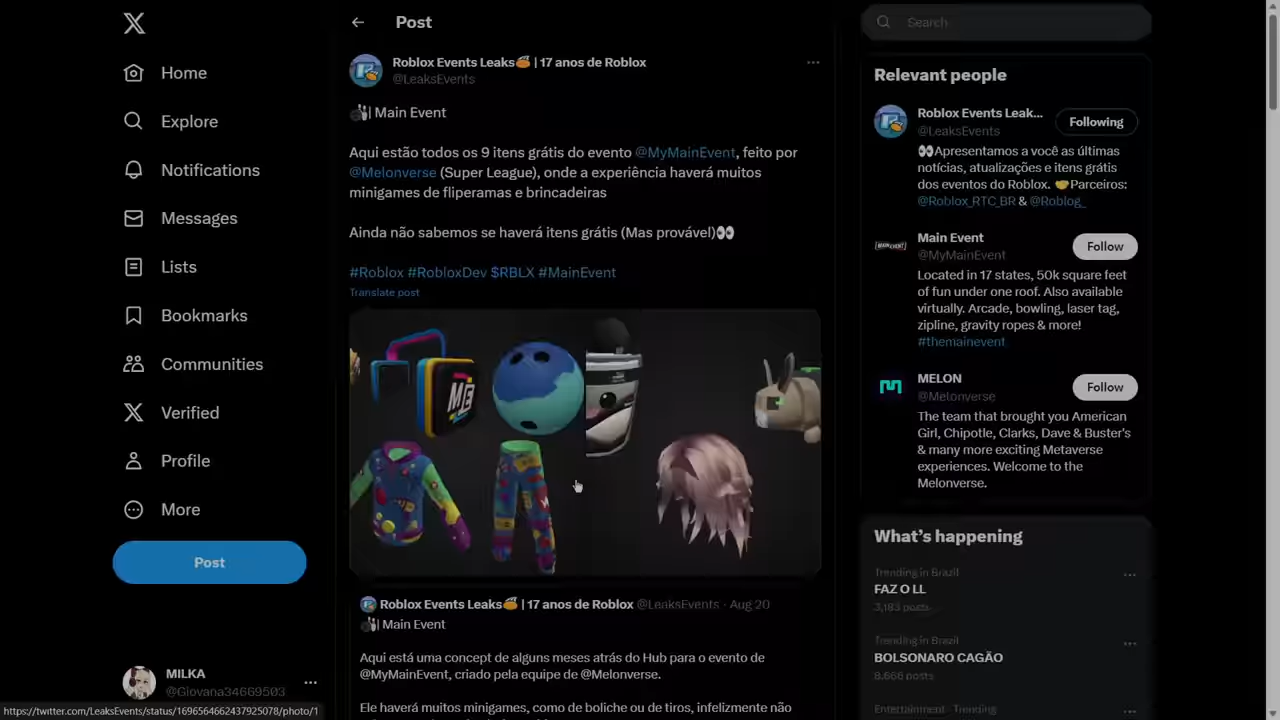 Home
Explore
Notifications
Messages
Lists
Bookmarks
Communities
Verified
Profile
More
Post
MILKA
@Giovana34669503
https://twitter.com/LeaksEvents/status/1696564662437925078/photo/1
Post
Roblox Events Leaks | 17 anos de Roblox
@LeaksEvents
| Main Event
Aqui estão todos os 9 itens grátis do evento @MyMainEvent, feito por
@Melonverse (Super League), onde a experiência haverá muitos
minigames de fliperamas e brincadeiras
Ainda não sabemos se haverá itens grátis (Mas provável)👀
#Roblox #RobloxDev $RBLX #MainEvent
Translate post
ME
Roblox Events Leaks | 17 anos de Roblox @LeaksEvents · Aug 20
| Main Event
Aqui está uma concept de alguns meses atrás do Hub para o evento de
@MyMainEvent, criado pela equipe de @Melonverse.
Ele haverá muitos minigames, como de boliche ou de tiros, infelizmente não
Search
Relevant people
Roblox Events Leak...
@LeaksEvents
Following
👀Apresentamos a você as últimas
notícias, atualizações e itens grátis
dos eventos do Roblox. 🤝Parceiros:
@Roblox_RTC_BR & @Roblog_
Main Event
@MyMainEvent
Follow
Located in 17 states, 50k square feet
of fun under one roof. Also available
virtually. Arcade, bowling, laser tag,
zipline, gravity ropes & more!
#themainevent
MELON
@Melonverse
Follow
The team that brought you American
Girl, Chipotle, Clarks, Dave & Buster's
& many more exciting Metaverse
experiences. Welcome to the
Melonverse.
What's happening
Trending in Brazil
FAZ O LL
3,183 posts
Trending in Brazil
BOLSONARO CAGÃO
8,666 posts
Entertainment · Trending